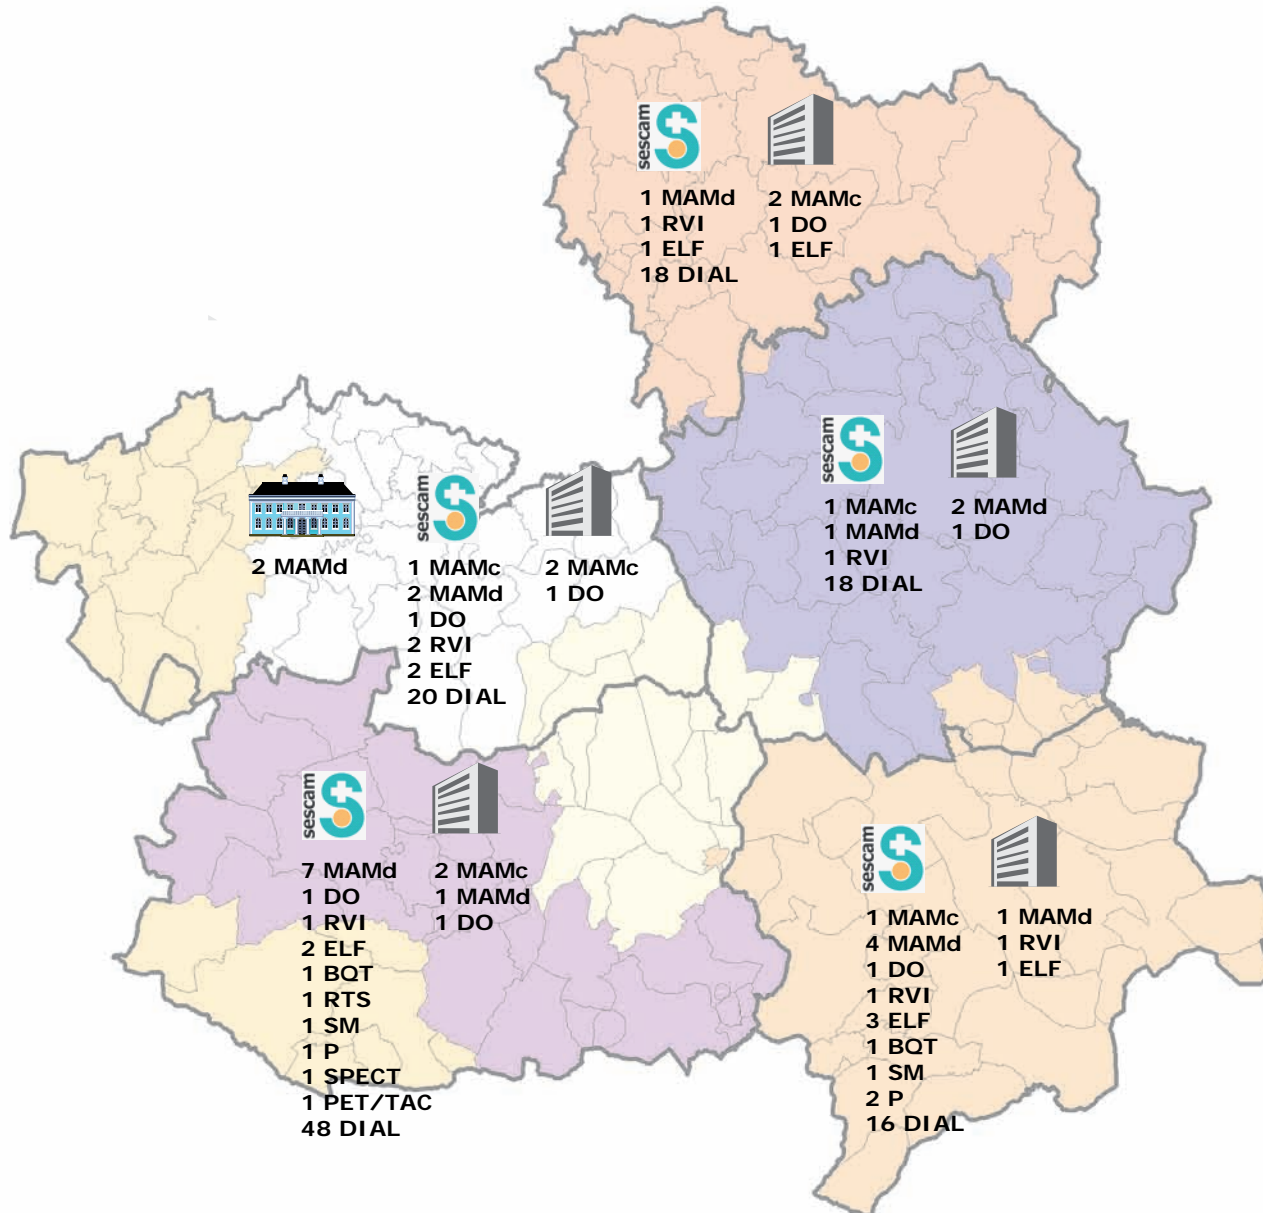 sescam
1 MAMd
1 RVI
1 ELF
18 DIAL
2 MAMc
1 DO
1 ELF
sescam
1 MAMc
1 MAMd
1 RVI
18 DIAL
2 MAMd
1 DO
2 MAMd
sescam
1 MAMc
2 MAMd
1 DO
2 RVI
2 ELF
20 DIAL
2 MAMc
1 DO
sescam
7 MAMd
1 DO
1 RVI
2 ELF
1 BQT
1 RTS
1 SM
1 P
1 SPECT
1 PET/TAC
48 DIAL
2 MAMc
1 MAMd
1 DO
sescam
1 MAMc
4 MAMd
1 DO
1 RVI
3 ELF
1 BQT
1 SM
2 P
16 DIAL
1 MAMd
1 RVI
1 ELF